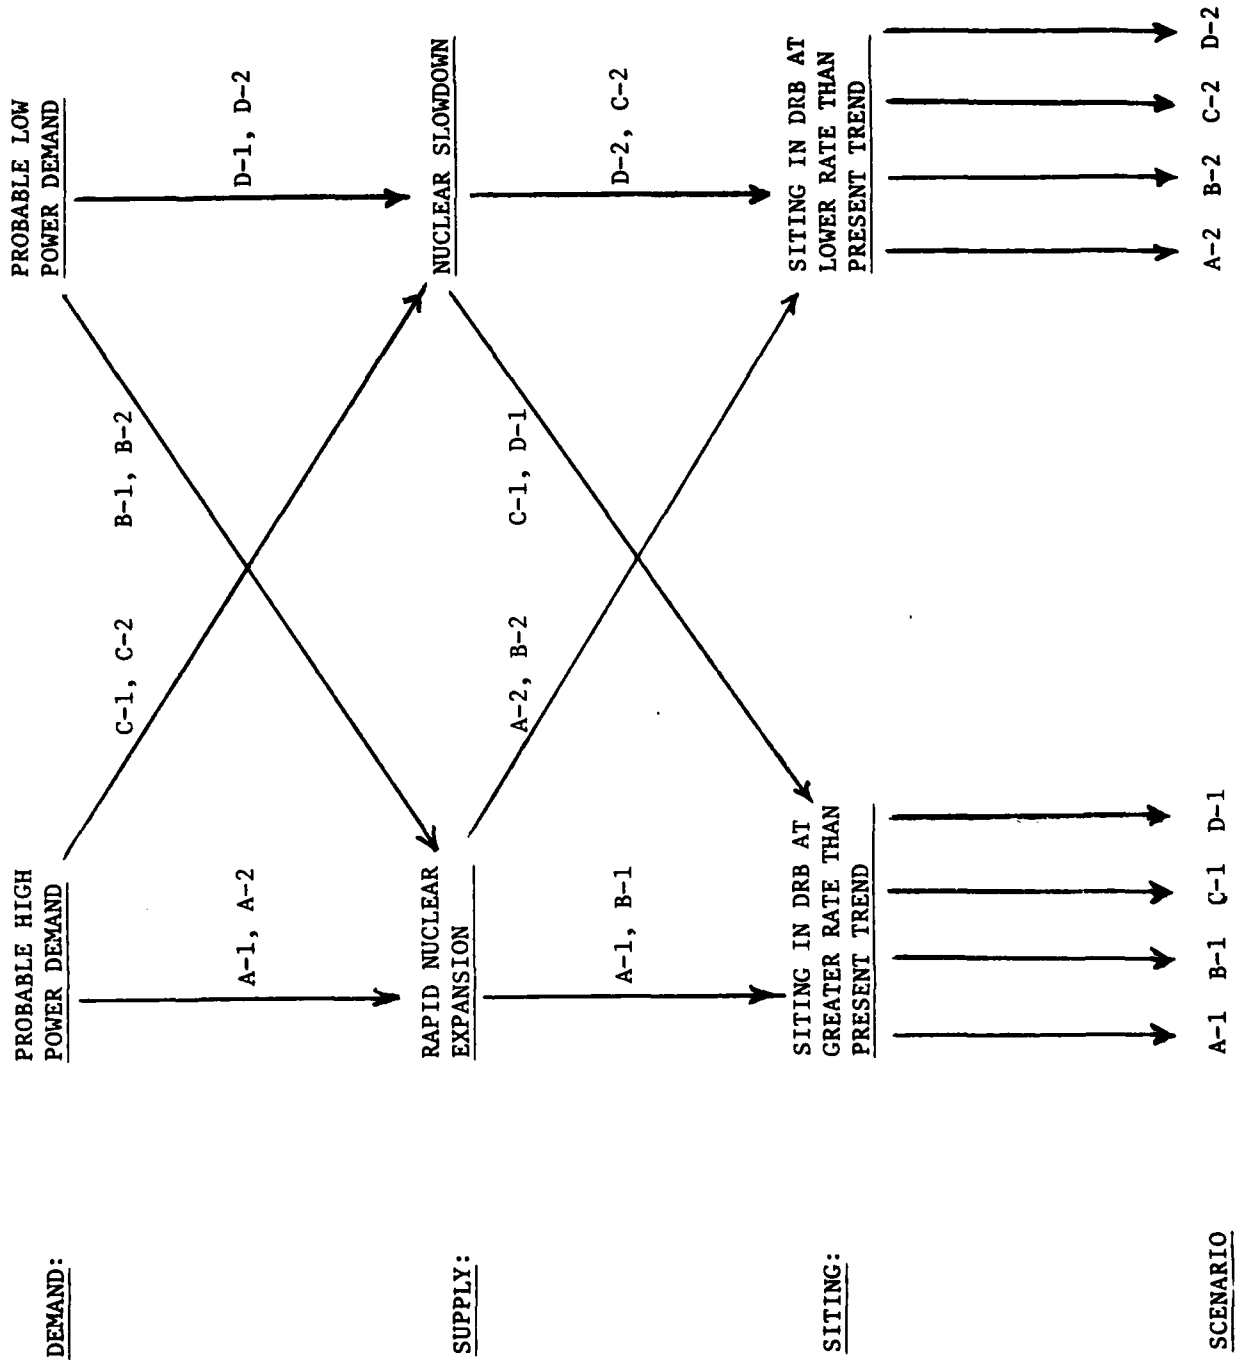 DEMAND:
PROBABLE HIGH
POWER DEMAND
PROBABLE LOW
POWER DEMAND
A-1, A-2
C-1, C-2
B-1, B-2
D-1, D-2
SUPPLY:
RAPID NUCLEAR
EXPANSION
NUCLEAR SLOWDOWN
A-1, B-1
A-2, B-2
C-1, D-1
D-2, C-2
SITING:
SITING IN DRB AT
GREATER RATE THAN
PRESENT TREND
SITING IN DRB AT
LOWER RATE THAN
PRESENT TREND
SCENARIO
A-1 B-1 C-1 D-1
A-2 B-2 C-2 D-2